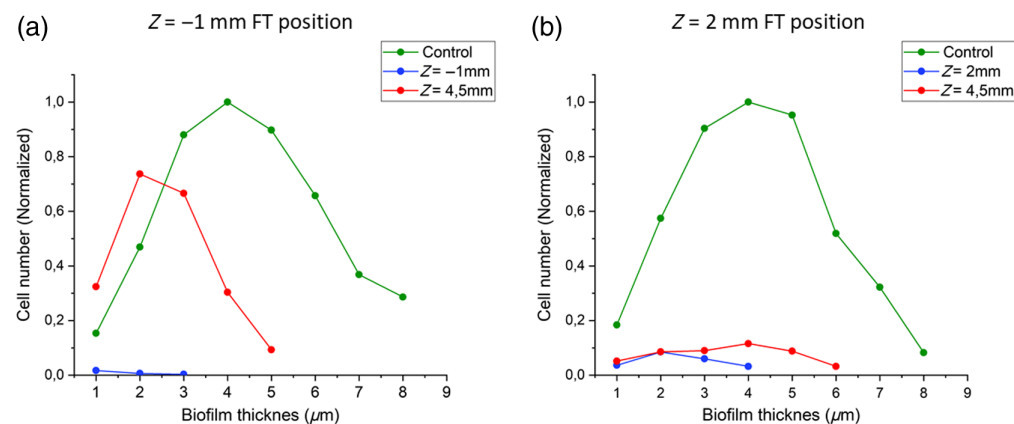 (a)
Z = –1 mm FT position
Control
Z= –1mm
Z= 4,5mm
1,0
0,8
0,6
0,4
0,2
0,0
Cell number (Normalized)
1 2 3 4 5 6 7 8 9
Biofilm thicknes (µm)
(b)
Z = 2 mm FT position
Control
Z= 2mm
Z= 4,5mm
1,0
0,8
0,6
0,4
0,2
0,0
Cell number (Normalized)
1 2 3 4 5 6 7 8 9
Biofilm thicknes (µm)